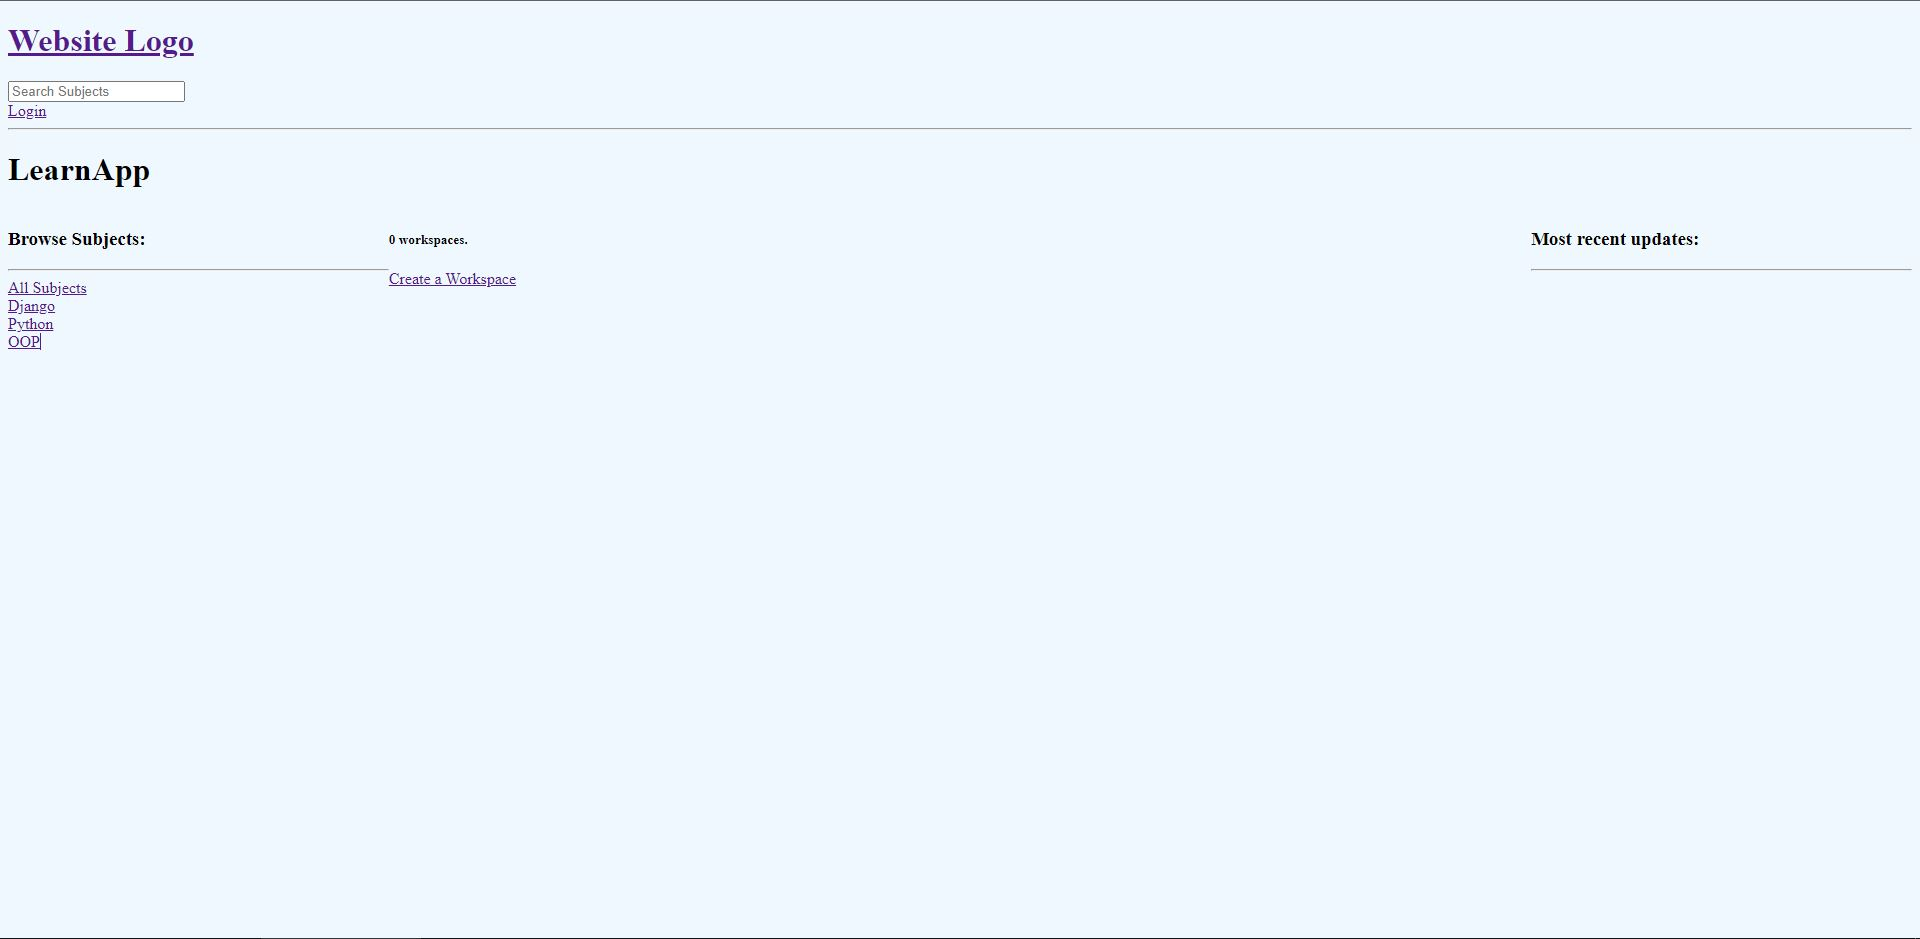 Website Logo
Search Subjects
Login
LearnApp
Browse Subjects:
All Subjects
Django
Python
OOP
0 workspaces.
Create a Workspace
Most recent updates: